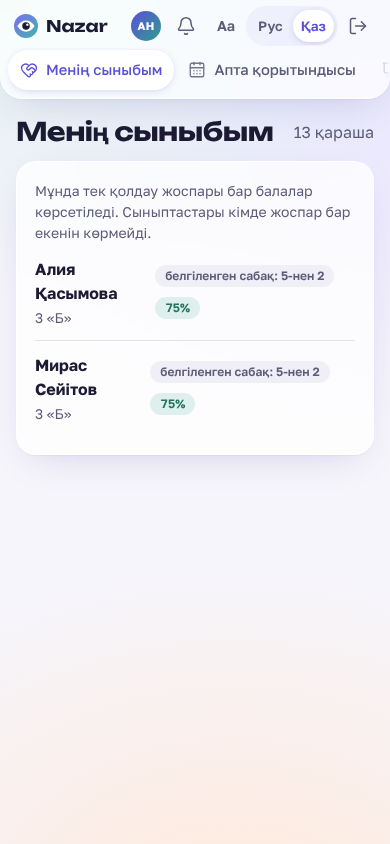 Nazar
АН
Aa
Рус
Қаз
Менің сыныбым
Апта қорытындысы
Менің сыныбым
13 қараша
Мұнда тек қолдау жоспары бар балалар
көрсетіледі. Сыныптастары кімде жоспар бар
екенін көрмейді.
Алия
Қасымова
3 «Б»
белгіленген сабақ: 5-нен 2
75%
Мирас
Сейітов
3 «Б»
белгіленген сабақ: 5-нен 2
75%